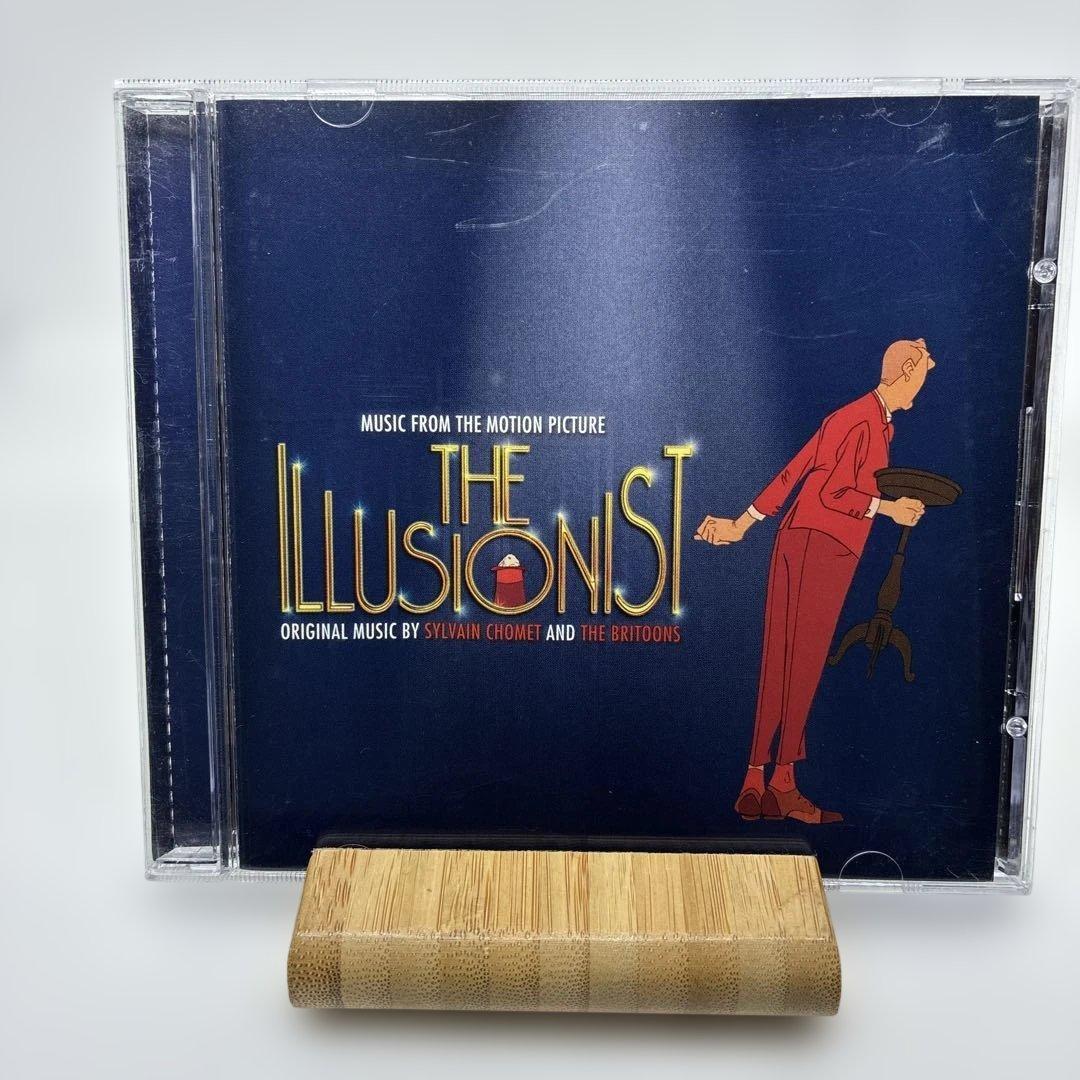 MUSIC FROM THE MOTION PICTURE
THE
ILLUSIONIST
ORIGINAL MUSIC BY SYLVAIN CHOMET AND THE BRITOONS